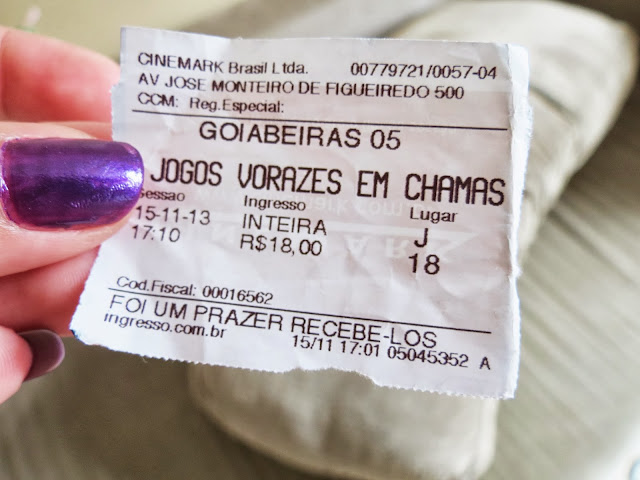 CINEMARK Brasil Ltda. 00779721/0057-04
AV JOSE MONTEIRO DE FIGUEIREDO 500
CCM: Reg.Especial:
GOIABEIRAS 05
JOGOS VORAZES EM CHAMAS
essao Ingresso Lugar
15-11-13 INTEIRA J
17:10 R$18,00 18
Cod.Fiscal: 00016562
FOI UM PRAZER RECEBE-LOS
ingresso.com.br 15/11 17:01 05045352 A